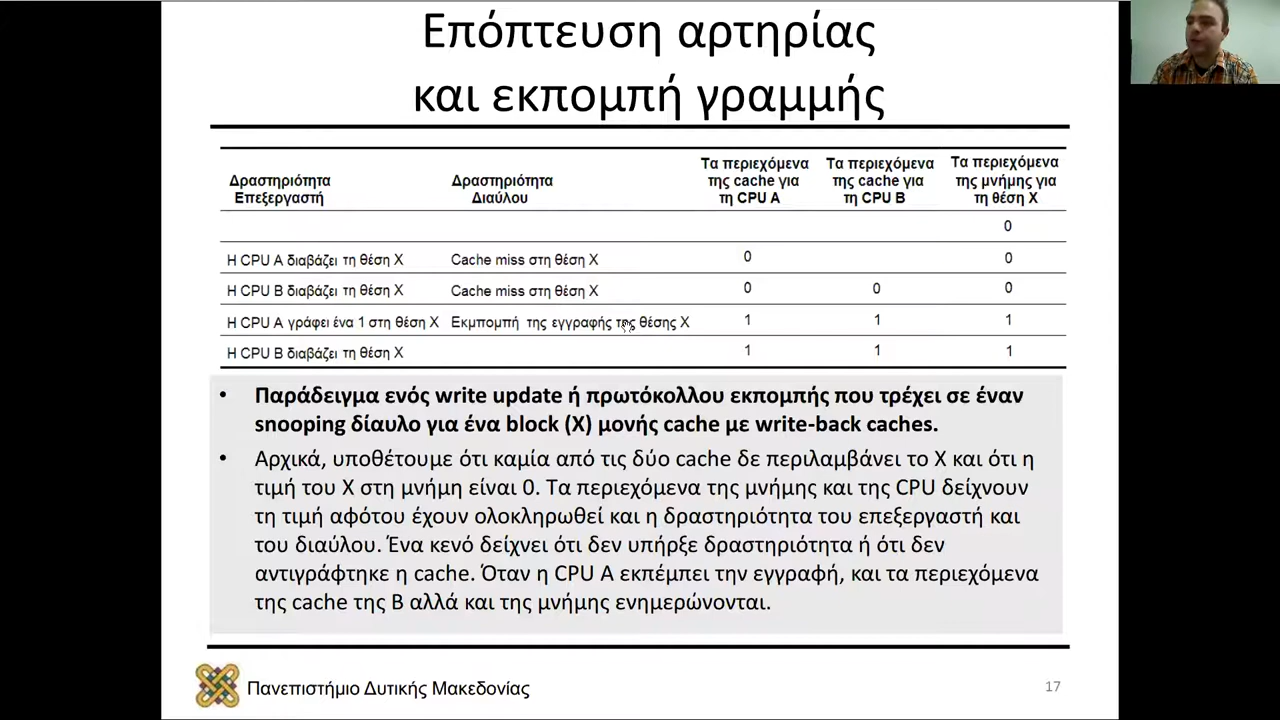 Επόπτευση αρτηρίας
και εκπομπή γραμμής
Δραστηριότητα Επεξεργαστή Δραστηριότητα Διαύλου Τα περιεχόμενα της cache για τη CPU A Τα περιεχόμενα της cache για τη CPU B Τα περιεχόμενα της μνήμης για τη θέση X
0
Η CPU A διαβάζει τη θέση X Cache miss στη θέση X 0 0
Η CPU B διαβάζει τη θέση X Cache miss στη θέση X 0 0 0
Η CPU A γράφει ένα 1 στη θέση X Εκμπομπή της εγγραφής της θέσης X 1 1 1
Η CPU B διαβάζει τη θέση X 1 1 1
• Παράδειγμα ενός write update ή πρωτόκολλου εκπομπής που τρέχει σε έναν
snooping δίαυλο για ένα block (X) μονής cache με write-back caches.
• Αρχικά, υποθέτουμε ότι καμία από τις δύο cache δε περιλαμβάνει το X και ότι η
τιμή του X στη μνήμη είναι 0. Τα περιεχόμενα της μνήμης και της CPU δείχνουν
τη τιμή αφότου έχουν ολοκληρωθεί και η δραστηριότητα του επεξεργαστή και
του διαύλου. Ένα κενό δείχνει ότι δεν υπήρξε δραστηριότητα ή ότι δεν
αντιγράφτηκε η cache. Όταν η CPU A εκπέμπει την εγγραφή, και τα περιεχόμενα
της cache της B αλλά και της μνήμης ενημερώνονται.
Πανεπιστήμιο Δυτικής Μακεδονίας
17